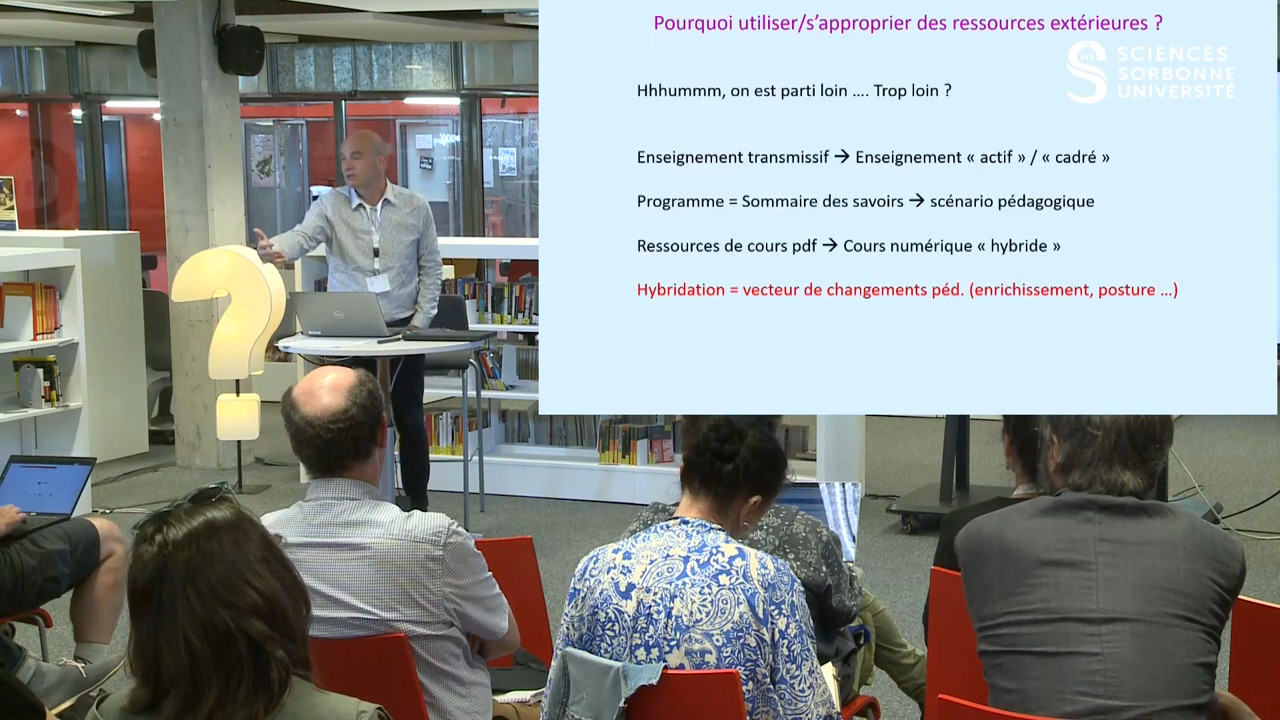 Pourquoi utiliser/s'approprier des ressources extérieures ?
SCIENCES
SORBONNE
UNIVERSITÉ
Hhhummm, on est parti loin .... Trop loin ?
Enseignement transmissif → Enseignement « actif » / « cadré »
Programme = Sommaire des savoirs → scénario pédagogique
Ressources de cours pdf → Cours numérique « hybride »
Hybridation = vecteur de changements péd. (enrichissement, posture ...)
?
DELL